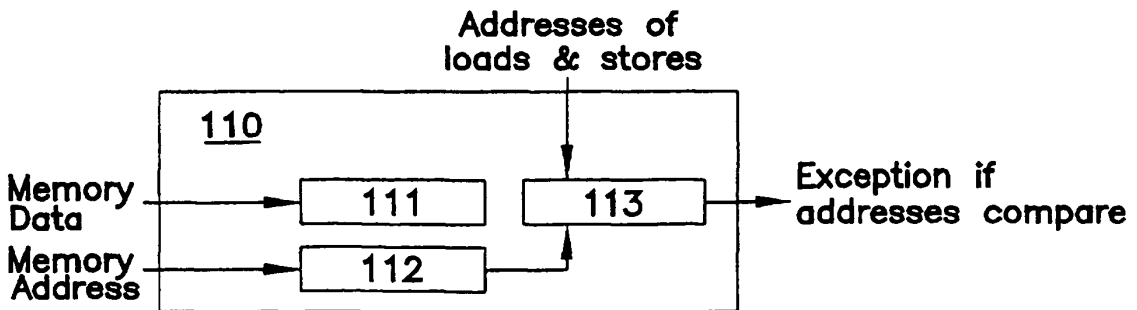 Addresses of
loads & stores
110
Memory
Data
111
113
Exception if
addresses compare
Memory
Address
112